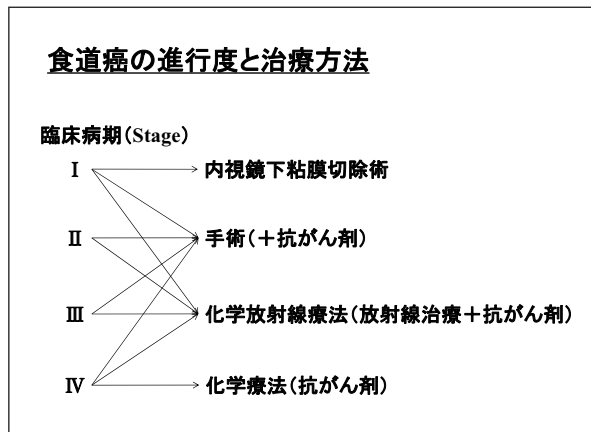 食道癌の進行度と治療方法
臨床病期(Stage)
Ⅰ
内視鏡下粘膜切除術
Ⅱ
手術(+抗がん剤)
Ⅲ
化学放射線療法(放射線治療+抗がん剤)
Ⅳ
化学療法(抗がん剤)